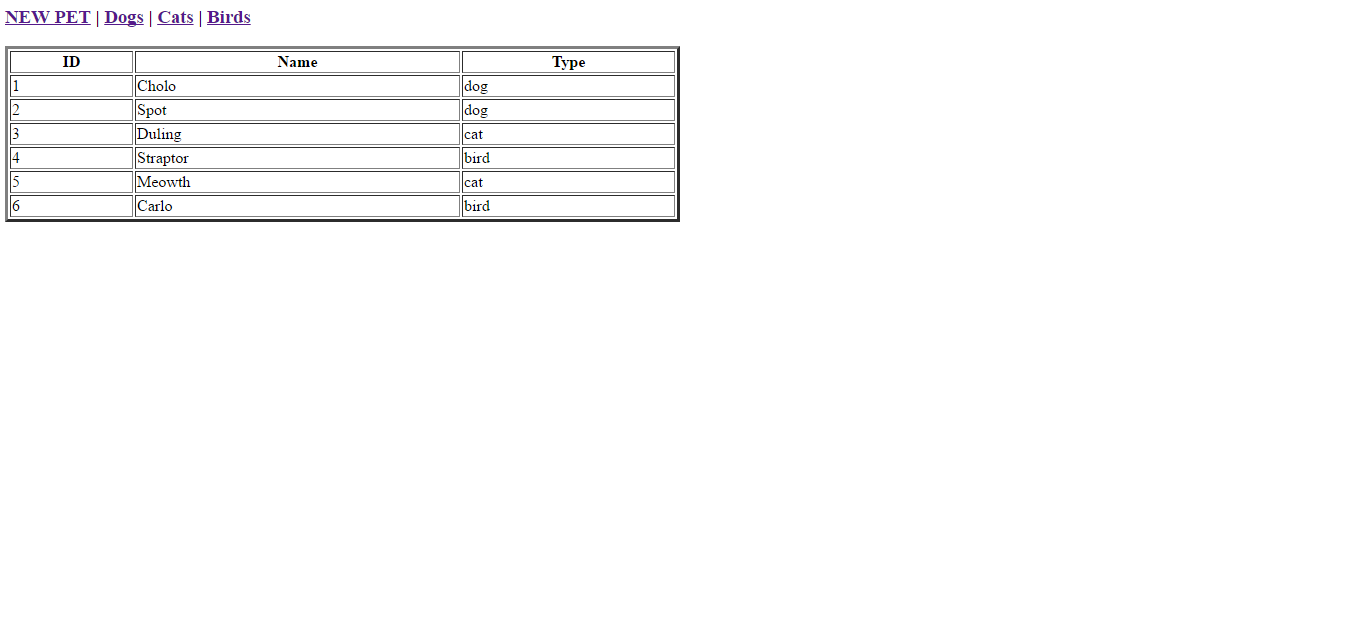 NEW PET | Dogs | Cats | Birds
ID Name Type
1 Cholo dog
2 Spot dog
3 Duling cat
4 Straptor bird
5 Meowth cat
6 Carlo bird